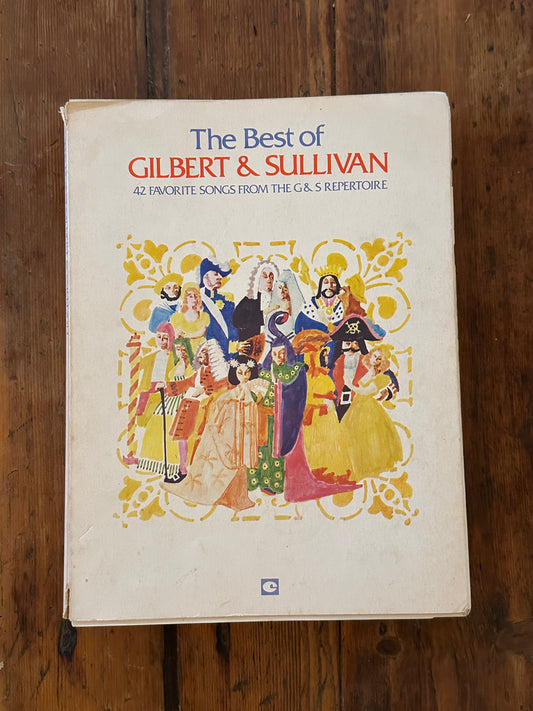 The Best of
GILBERT & SULLIVAN
42 FAVORITE SONGS FROM THE G & S REPERTOIRE